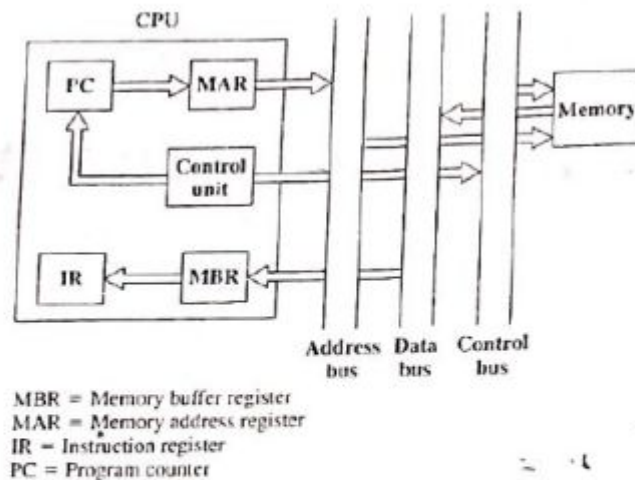 CPU
PC
MAR
Memory
Control
unit
IR
MBR
Address
bus
Data
bus
Control
bus
MBR = Memory buffer register
MAR = Memory address register
IR = Instruction register
PC = Program counter